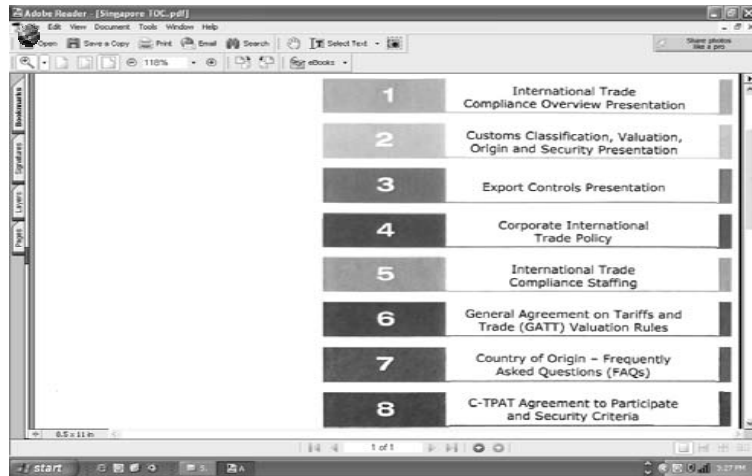 Adobe Reader - [Singapore TOC.pdf]
Edit View Document Tools Window Help
Open Save a Copy Print Email Search Select Text
Share photos
like a pro
118% eBooks
Bookmarks
Signatures
Layers
Pages
1 International Trade
Compliance Overview Presentation
2 Customs Classification, Valuation,
Origin and Security Presentation
3 Export Controls Presentation
4 Corporate International
Trade Policy
5 International Trade
Compliance Staffing
6 General Agreement on Tariffs and
Trade (GATT) Valuation Rules
7 Country of Origin – Frequently
Asked Questions (FAQs)
8 C-TPAT Agreement to Participate
and Security Criteria
8.5 x 11 in
1 of 1
start
3:27 PM